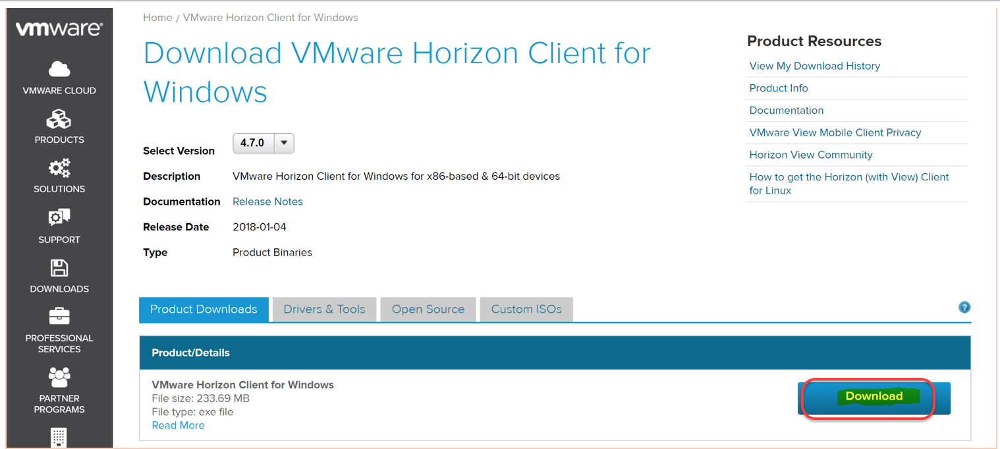 vmware®
VMWARE CLOUD
PRODUCTS
SOLUTIONS
SUPPORT
DOWNLOADS
PROFESSIONAL
SERVICES
PARTNER
PROGRAMS
Home / VMware Horizon Client for Windows
Download VMware Horizon Client for
Windows
Select Version 4.7.0
Description VMware Horizon Client for Windows for x86-based & 64-bit devices
Documentation Release Notes
Release Date 2018-01-04
Type Product Binaries
Product Resources
View My Download History
Product Info
Documentation
VMware View Mobile Client Privacy
Horizon View Community
How to get the Horizon (with View) Client
for Linux
Product Downloads Drivers & Tools Open Source Custom ISOs ?
Product/Details
VMware Horizon Client for Windows
File size: 233.69 MB
File type: exe file
Read More
Download